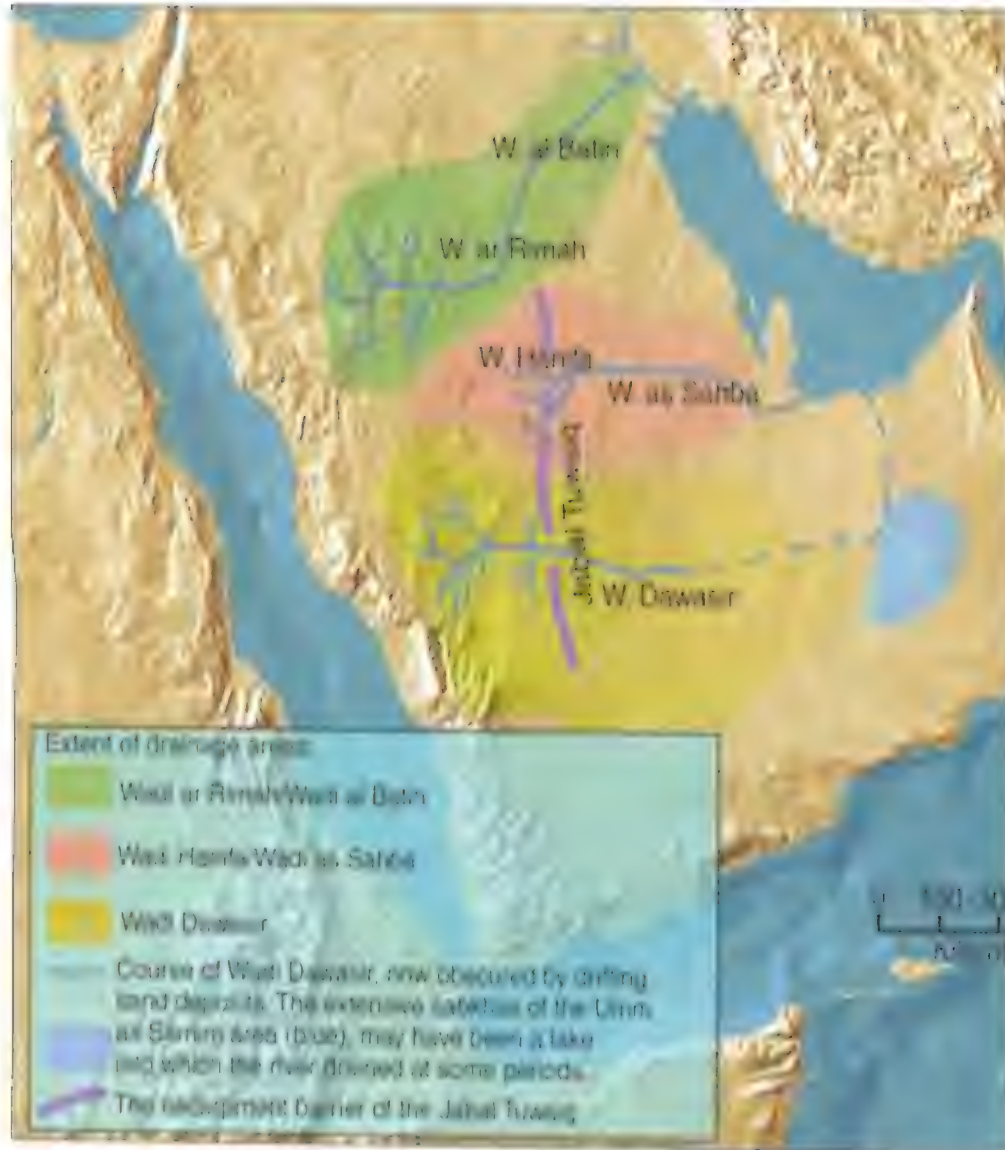 W. al Batin
W. ar Rimah
W. Hanifa
W. as Sahba
Jabal Tuwaiq
W. Dawasir
Extent of drainage areas:
Wadi ar Rimah/Wadi al Batin
Wadi Hanifa/Wadi as Sahba
Wadi Dawasir
Course of Wadi Dawasir, now obscured by drifting
sand deposits. The extensive sabkhas of the Umm
as Samim area (blue), may have been a lake
into which the river drained at some periods.
The escarpment barrier of the Jabal Tuwaiq